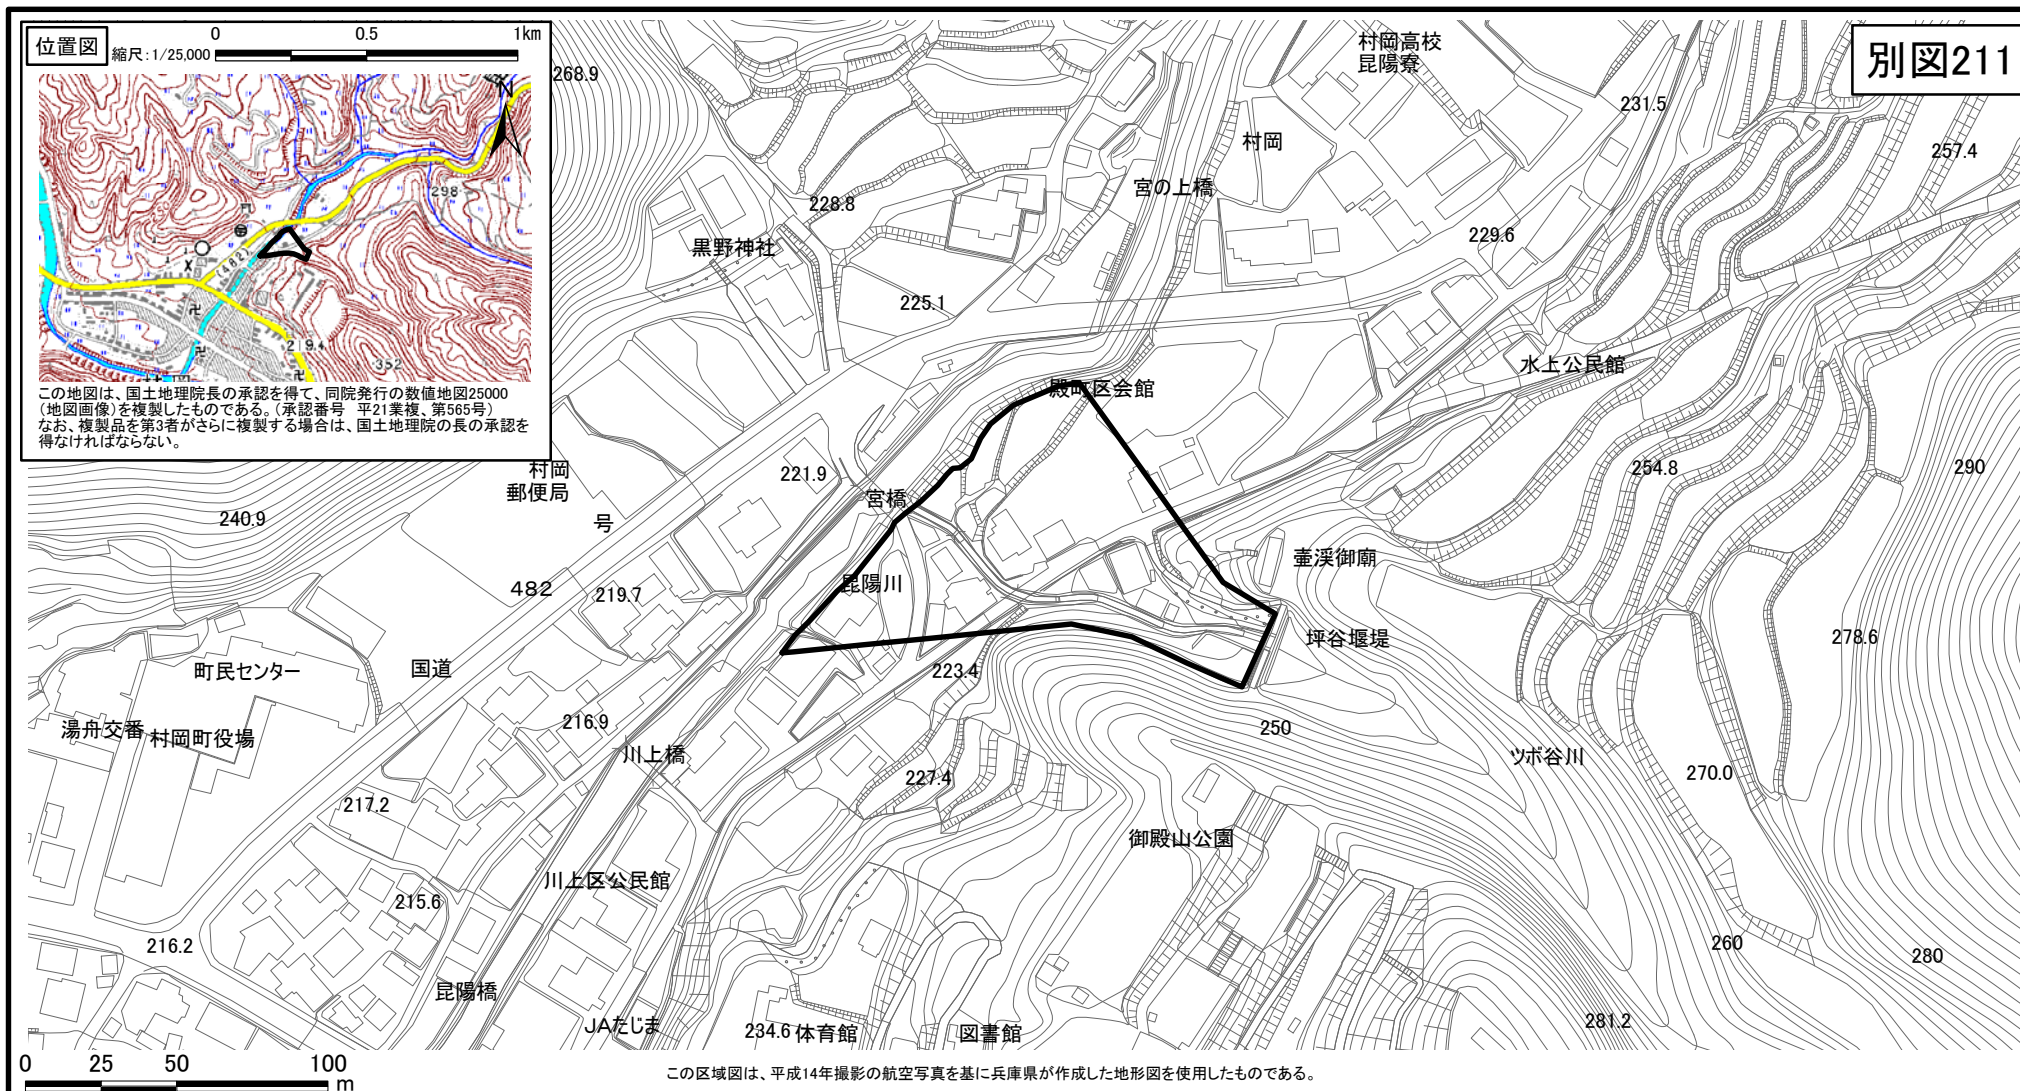 別図211
位置図
縮尺:1/25,000
0 0.5 1km
N
298
(482)
219.4
352
この地図は、国土地理院長の承認を得て、同院発行の数値地図25000
(地図画像)を複製したものである。(承認番号 平21業複、第565号)
なお、複製品を第3者がさらに複製する場合は、国土地理院の長の承認を
得なければならない。
268.9
村岡高校
昆陽寮
231.5
257.4
村岡
宮の上橋
228.8
229.6
黒野神社
225.1
水上公民館
殿町区会館
254.8
290
村岡
郵便局
221.9
宮橋
240.9
号
482
219.7
昆陽川
壷渓御廟
坪谷堰堤
278.6
町民センター
国道
223.4
湯舟交番
村岡町役場
216.9
川上橋
250
ツボ谷川
270.0
227.4
217.2
御殿山公園
川上区公民館
215.6
216.2
260
280
昆陽橋
JAたじま
234.6
体育館
図書館
281.2
0 25 50 100
m
この区域図は、平成14年撮影の航空写真を基に兵庫県が作成した地形図を使用したものである。